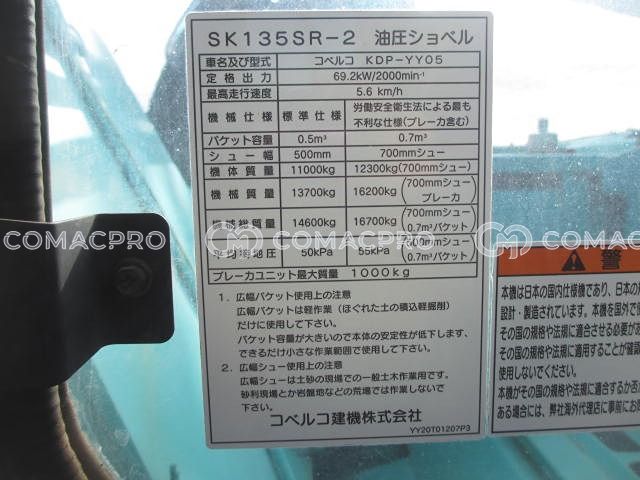 SK135SR-2 油圧ショベル
車名及び型式 コベルコ KDP-YY05
定格出力 69.2kW/2000min⁻¹
最高走行速度 5.6 km/h
機械仕様 標準仕様 労働安全衛生法による最も
不利な仕様(ブレーカ含む)
バケット容量 0.5m³ 0.7m³
シュー幅 500mm 700mmシュー
機体質量 11000kg 12300kg(700mmシュー)
機械質量 13700kg 16200kg(700mmシュー
ブレーカ)
機械総質量 14600kg 16700kg(700mmシュー
0.7m³バケット)
平均接地圧 50kPa 55kPa(700mmシュー
0.7m³バケット)
ブレーカユニット最大質量 1000kg
1. 広幅バケット使用上の注意
広幅バケットは軽作業(ほぐれた土の積込軽掘削)
だけに使用して下さい。
バケット容量が大きいので本体の安定性が低下します、
できるだけ小さな作業範囲で使用して下さい。
2. 広幅シュー使用上の注意
広幅シューは土砂の現場での一般土木作業用です。
砂利現場とか岩盤地などの荒場では作業しないで
下さい。
コベルコ建機株式会社
YY20T01207P3
警
本機は日本の国内仕様機であり、日本の
設計・製造されています。本機を国外で使
その国の規格や法規に適合させる必要が
その国の規格や法規に適用することが確認
使用しないでください。
本機がその国の規格や法規に適合
ある場合には、弊社海外代理店に事前にお
COMACPRO
COMACPRO
COMACPRO